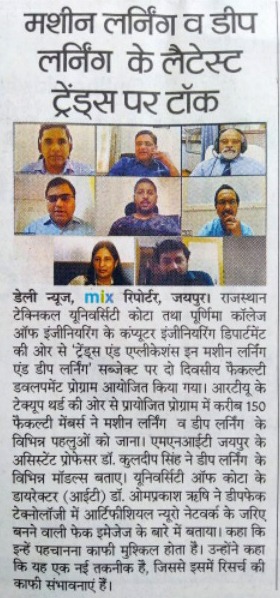 मशीन लर्निंग व डीप
लर्निंग के लैटेस्ट
ट्रेंड्स पर टॉक
डेली न्यूज, mix रिपोर्टर, जयपुर। राजस्थान
टेक्निकल यूनिवर्सिटी कोटा तथा पूर्णिमा कॉलेज
ऑफ इंजीनियरिंग के कंप्यूटर इंजीनियरिंग डिपार्टमेंट
की ओर से 'ट्रेंड्स एंड एप्लीकेशंस इन मशीन लर्निंग
एंड डीप लर्निंग' सब्जेक्ट पर दो दिवसीय फैकल्टी
डवलपमेंट प्रोग्राम आयोजित किया गया। आरटीयू के
टेक्यूप थर्ड की ओर से प्रायोजित प्रोग्राम में करीब 150
फैकल्टी मेंबर्स ने मशीन लर्निंग व डीप लर्निंग के
विभिन्न पहलुओं को जाना। एमएनआईटी जयपुर के
असिस्टेंट प्रोफेसर डॉ. कुलदीप सिंह ने डीप लर्निंग के
विभिन्न मॉडल्स बताए। यूनिवर्सिटी ऑफ कोटा के
डायरेक्टर (आईटी) डॉ. ओमप्रकाश ऋषि ने डीपफेक
टेक्नोलॉजी में आर्टिफीशियल न्यूरो नेटवर्क के जरिए
बनने वाली फेक इमेजेज के बारे में बताया। कहा कि
इन्हें पहचानना काफी मुश्किल होता है। उन्होंने कहा
कि यह एक नई तकनीक है, जिससे इसमें रिसर्च की
काफी संभावनाएं हैं।